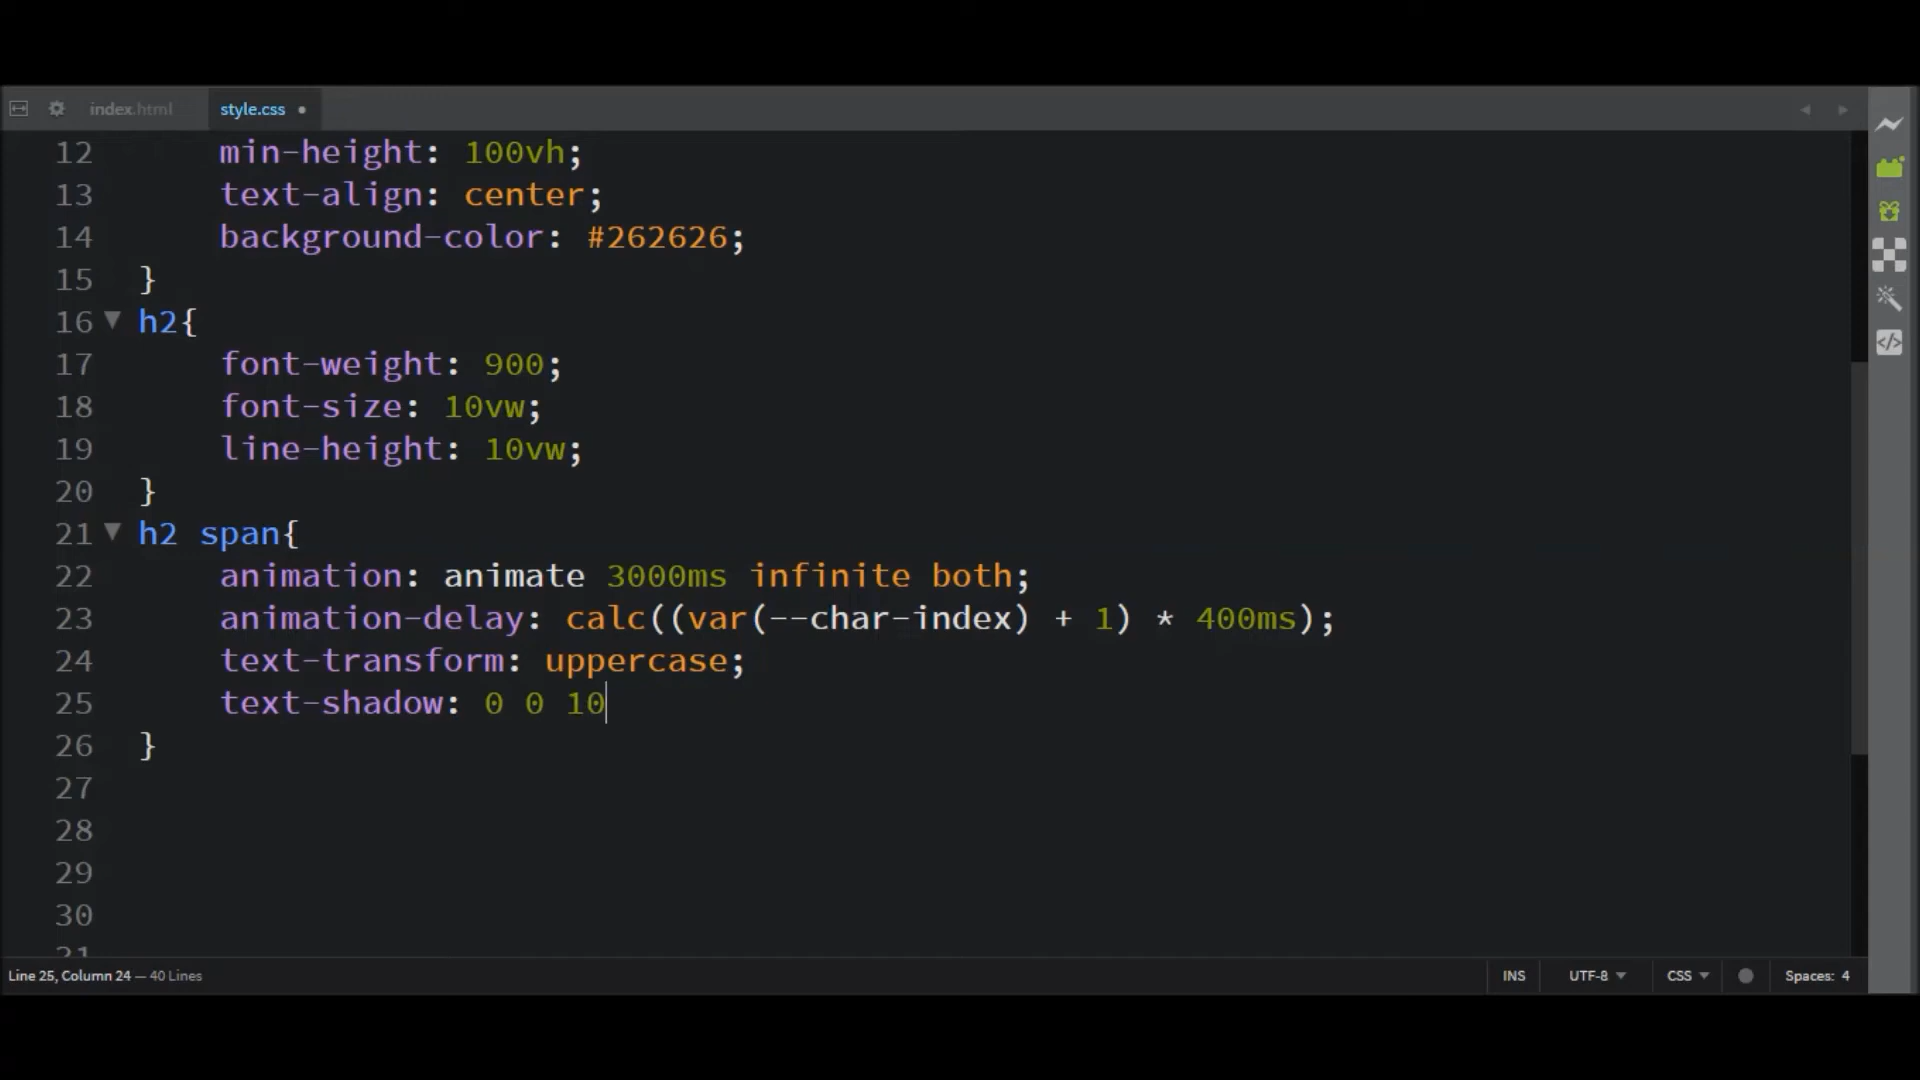 index.html style.css •
12 min-height: 100vh;
13 text-align: center;
14 background-color: #262626;
15 }
16 ▼ h2{
17 font-weight: 900;
18 font-size: 10vw;
19 line-height: 10vw;
20 }
21 ▼ h2 span{
22 animation: animate 3000ms infinite both;
23 animation-delay: calc((var(--char-index) + 1) * 400ms);
24 text-transform: uppercase;
25 text-shadow: 0 0 10
26 }
27
28
29
30
31
Line 25, Column 24 — 40 Lines INS UTF-8 CSS Spaces: 4